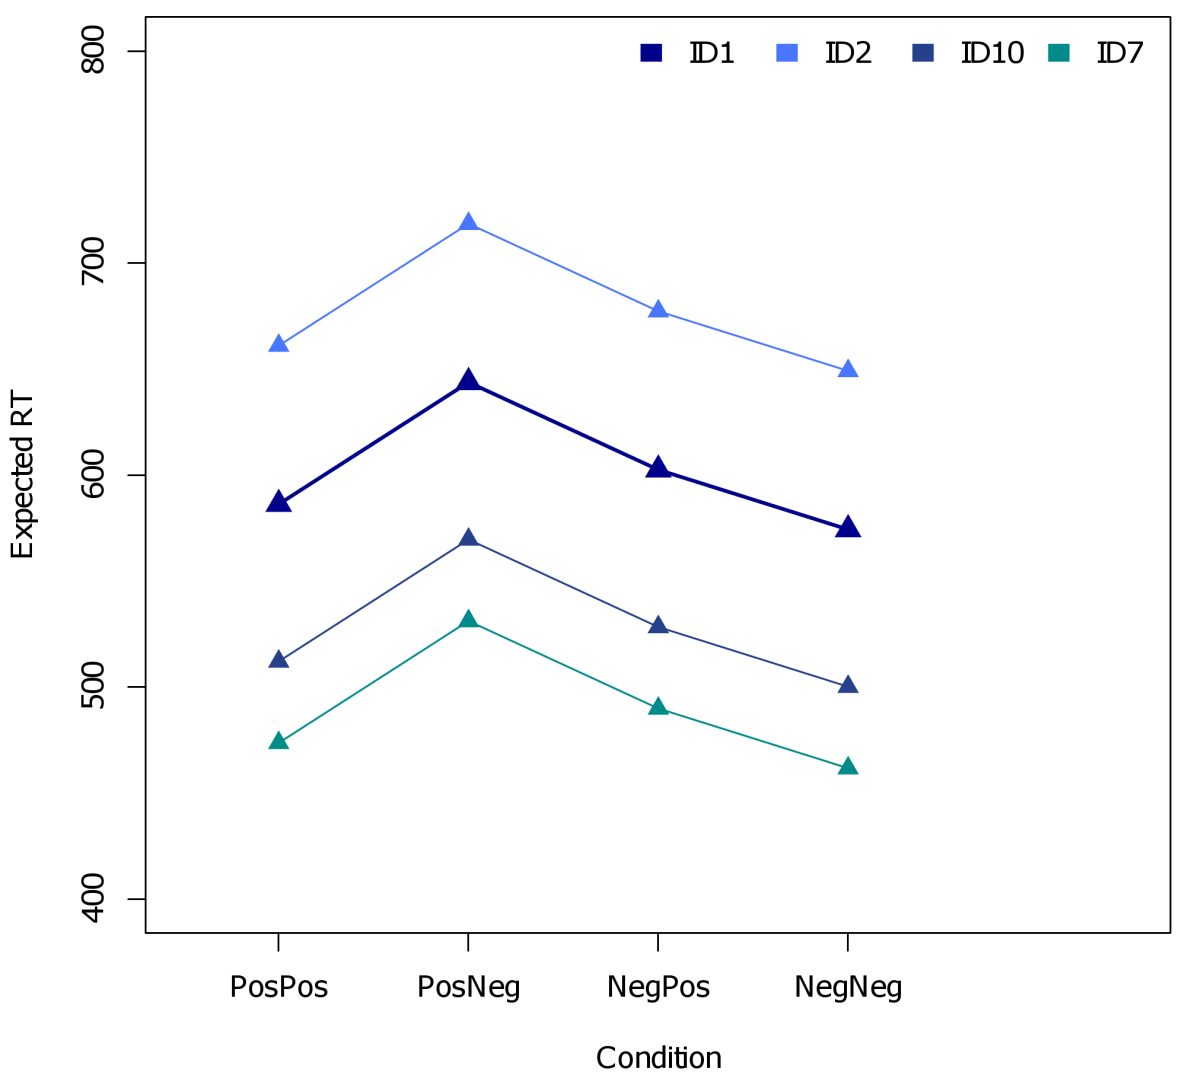 ID1 ID2 ID10 ID7
800
700
600
500
400
Expected RT
PosPos PosNeg NegPos NegNeg
Condition